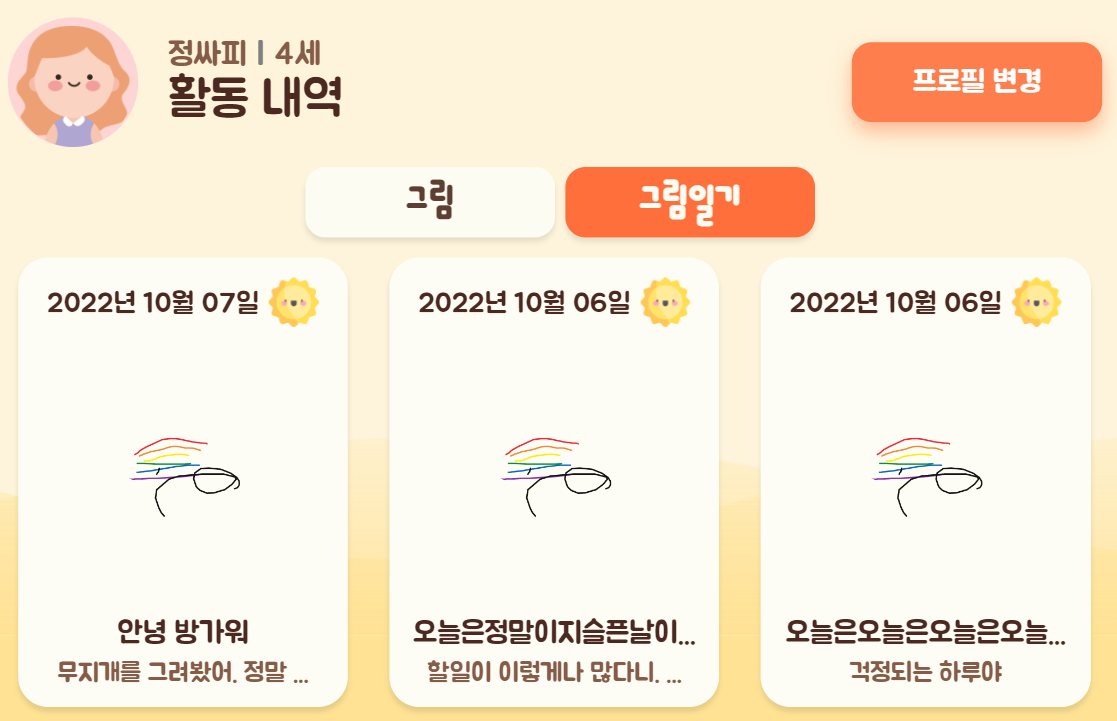 정싸피 | 4세
활동 내역
프로필 변경
그림
그림일기
2022년 10월 07일
2022년 10월 06일
2022년 10월 06일
안녕 방가워
오늘은정말이지슬픈날이...
오늘은오늘은오늘은오늘...
무지개를 그려봤어. 정말 ...
할일이 이렇게나 많다니. ...
걱정되는 하루야